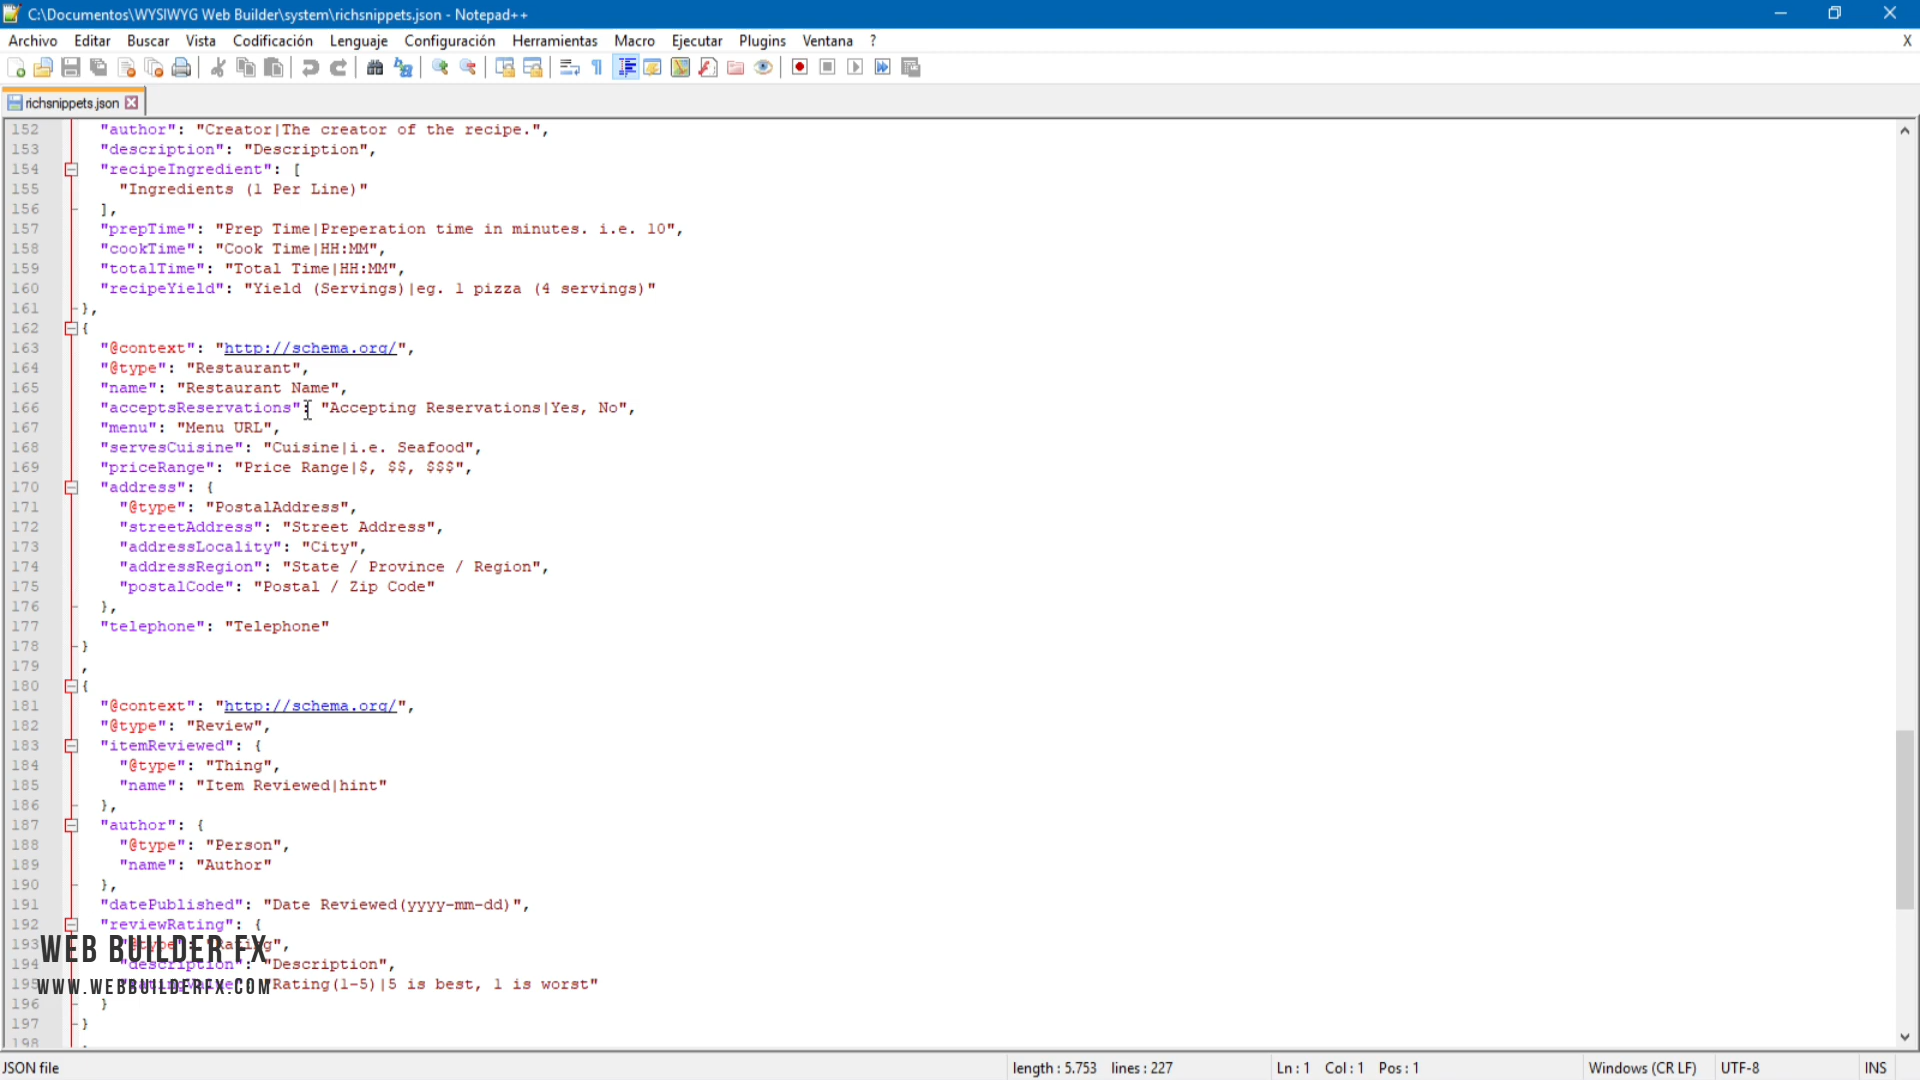 C:\Documentos\WYSIWYG Web Builder\system\richsnippets.json - Notepad++
Archivo Editar Buscar Vista Codificación Lenguaje Configuración Herramientas Macro Ejecutar Plugins Ventana ? X
richsnippets.json
152 "author": "Creator|The creator of the recipe.",
153 "description": "Description",
154 "recipeIngredient": [
155 "Ingredients (1 Per Line)"
156 ],
157 "prepTime": "Prep Time|Preperation time in minutes. i.e. 10",
158 "cookTime": "Cook Time|HH:MM",
159 "totalTime": "Total Time|HH:MM",
160 "recipeYield": "Yield (Servings)|eg. 1 pizza (4 servings)"
161 },
162 {
163 "@context": "http://schema.org/",
164 "@type": "Restaurant",
165 "name": "Restaurant Name",
166 "acceptsReservations": "Accepting Reservations|Yes, No",
167 "menu": "Menu URL",
168 "servesCuisine": "Cuisine|i.e. Seafood",
169 "priceRange": "Price Range|$, $$, $$$",
170 "address": {
171 "@type": "PostalAddress",
172 "streetAddress": "Street Address",
173 "addressLocality": "City",
174 "addressRegion": "State / Province / Region",
175 "postalCode": "Postal / Zip Code"
176 },
177 "telephone": "Telephone"
178 }
179 ,
180 {
181 "@context": "http://schema.org/",
182 "@type": "Review",
183 "itemReviewed": {
184 "@type": "Thing",
185 "name": "Item Reviewed|hint"
186 },
187 "author": {
188 "@type": "Person",
189 "name": "Author"
190 },
191 "datePublished": "Date Reviewed(yyyy-mm-dd)",
192 "reviewRating": {
193 "@type": "Rating",
194 "description": "Description",
195 "ratingValue": "Rating(1-5)|5 is best, 1 is worst"
196 }
197 }
198
WEB BUILDER FX
WWW.WEBBUILDERFX.COM
JSON file length : 5.753 lines : 227 Ln : 1 Col : 1 Pos : 1 Windows (CR LF) UTF-8 INS